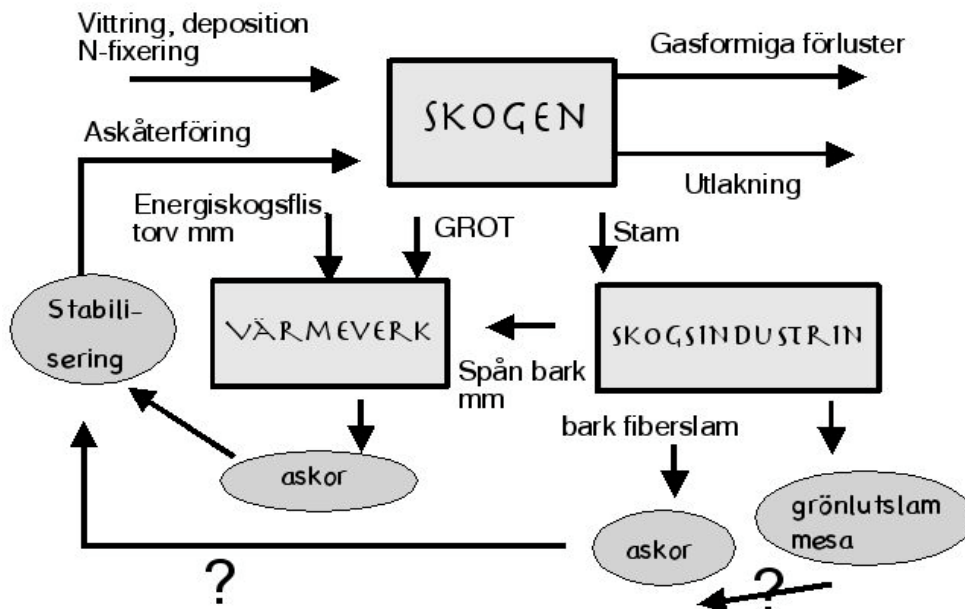 Vittring, deposition
N-fixering
Gasformiga förluster
SKOGEN
Askåterföring
Utlakning
Energiskogsflis,
torv mm
GROT
Stam
Stabili-
sering
VÄRMEVERK
SKOGSINDUSTRIN
Spån bark
mm
bark fiberslam
askor
grönlutslam
mesa
askor
?
?